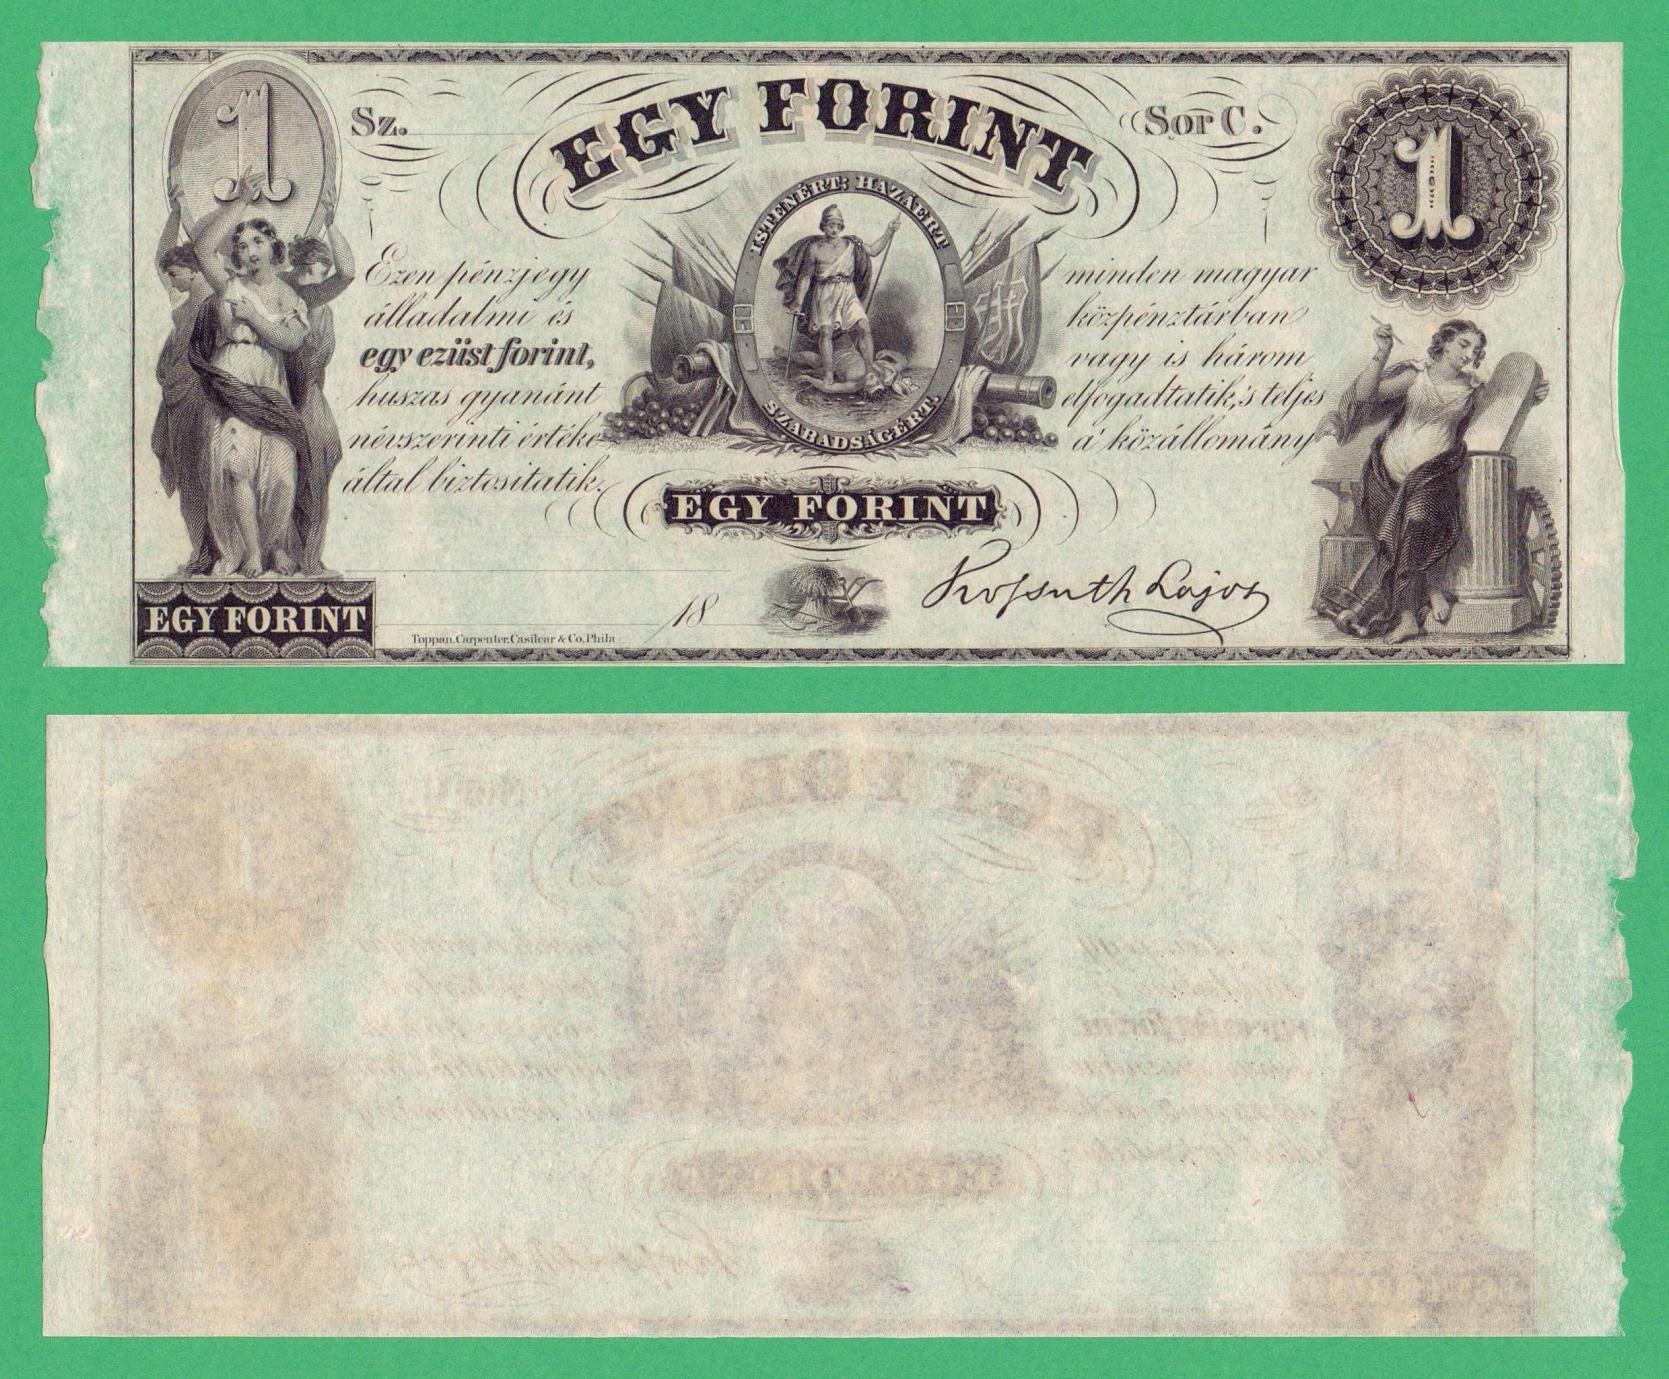 1
Sz.
EGY FORINT
Sor C.
1
ISTENÉRT: HAZÁÉRT
SZABADSÁGÉRT.
Ezen pénzjegy minden magyar
álladalmi és közpénztárban
egy ezüst forint, vagy is három
huszas gyanánt elfogadtatik,'s teljes
névszerinti értéke a' közállomány
által biztositatik.
EGY FORINT
EGY FORINT
18
Kossuth Lajos
Toppan, Carpenter, Casilear & Co. Phila